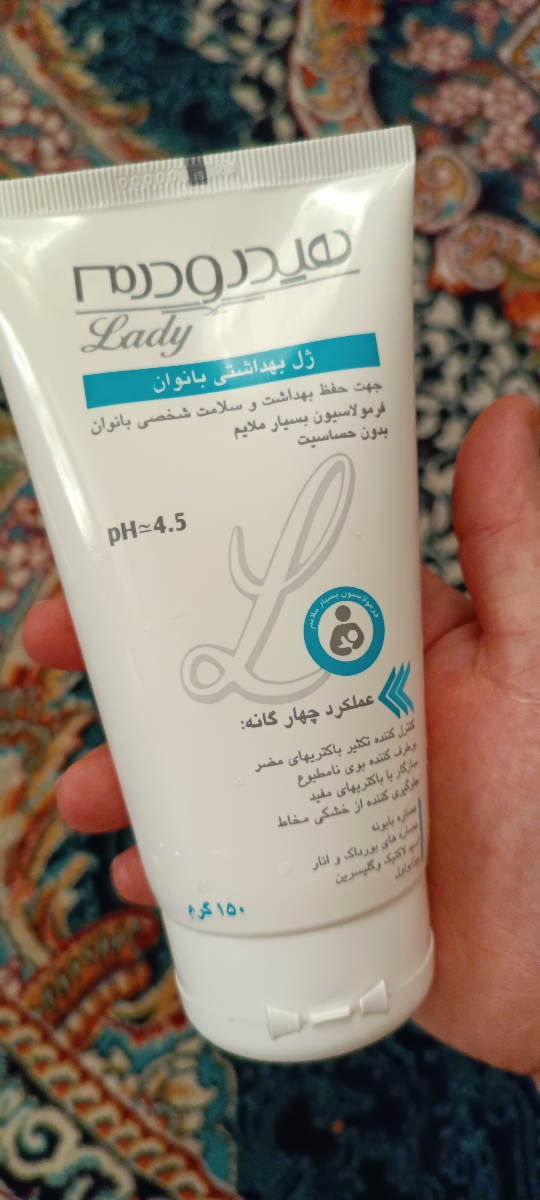 هیدرودرم
Lady
ژل بهداشتی بانوان
جهت حفظ بهداشت و سلامت شخصی بانوان
فرمولاسیون بسیار ملایم
بدون حساسیت
pH≃4.5
فرمولاسیون بسیار ملایم
عملکرد چهار گانه:
کنترل کننده تکثیر باکتریهای مضر
برطرف کننده بوی نامطبوع
سازگار با باکتریهای مفید
جلوگیری کننده از خشکی مخاط
عصاره بابونه
عصاره های بورداک و انار
اسید لاکتیک وگلیسرین
۱۵۰ گرم